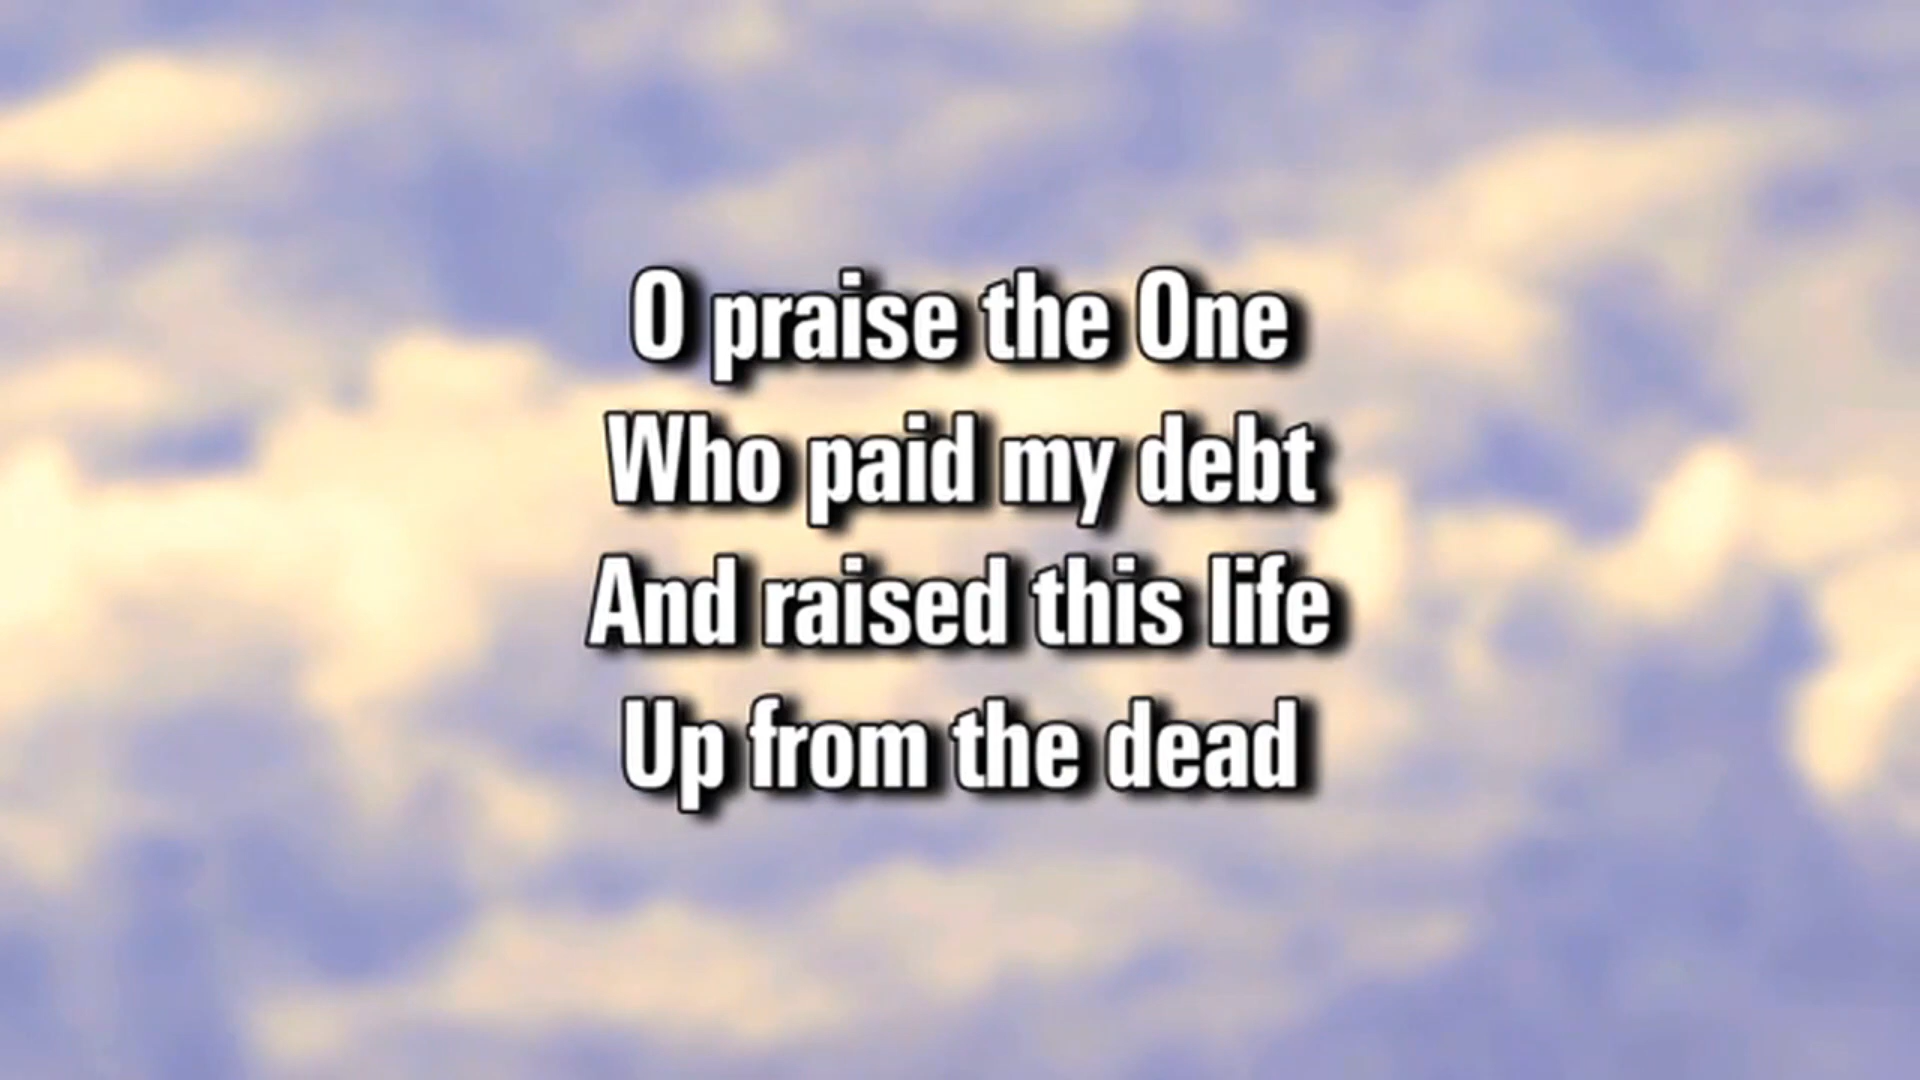 O praise the One
Who paid my debt
And raised this life
Up from the dead